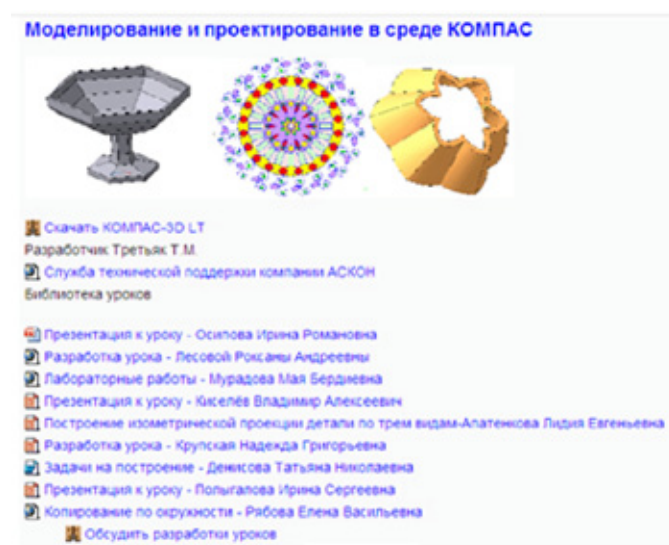 Моделирование и проектирование в среде КОМПАС
Скачать КОМПАС-3D LT
Разработчик Третьяк Т.М.
Служба технической поддержки компании АСКОН
Библиотека уроков
Презентация к уроку - Осипова Ирина Романовна
Разработка урока - Лесовой Роксаны Андреевны
Лабораторные работы - Мурадова Мая Бердиевна
Презентация к уроку - Киселёв Владимир Алексеевич
Построение изометрической проекции детали по трем видам-Апатенкова Лидия Евгеньевна
Разработка урока - Крупская Надежда Григорьевна
Задачи на построение - Денисова Татьяна Николаевна
Презентация к уроку - Полыгалова Ирина Сергеевна
Копирование по окружности - Рябова Елена Васильевна
Обсудить разработки уроков